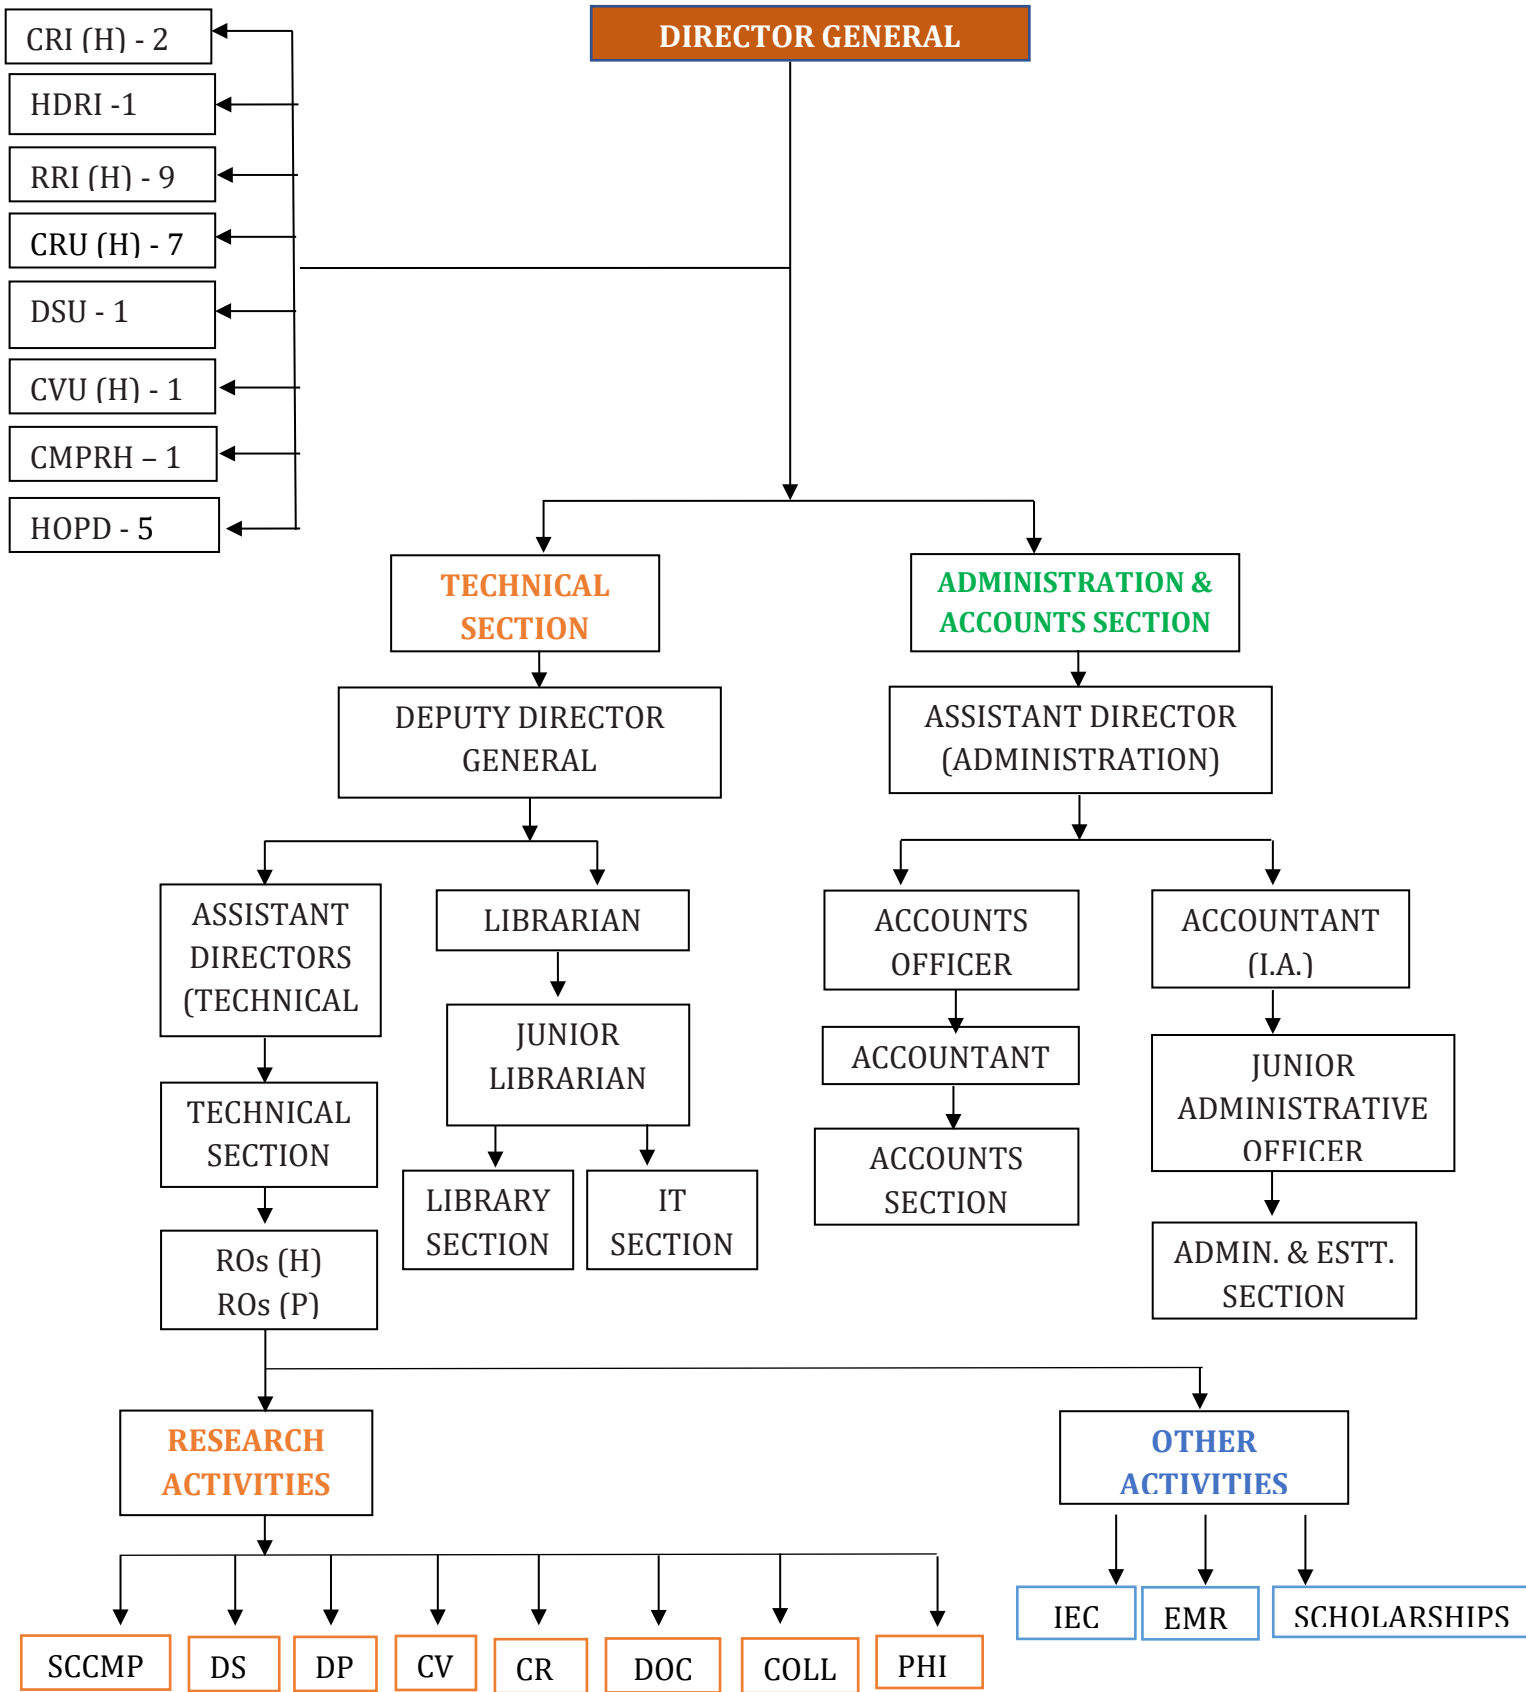 DIRECTOR GENERAL
CRI (H) - 2
HDRI -1
RRI (H) - 9
CRU (H) - 7
DSU - 1
CVU (H) - 1
CMPRH – 1
HOPD - 5
TECHNICAL
SECTION
ADMINISTRATION &
ACCOUNTS SECTION
DEPUTY DIRECTOR
GENERAL
ASSISTANT DIRECTOR
(ADMINISTRATION)
ASSISTANT
DIRECTORS
(TECHNICAL
LIBRARIAN
ACCOUNTS
OFFICER
ACCOUNTANT
(I.A.)
JUNIOR
LIBRARIAN
ACCOUNTANT
JUNIOR
ADMINISTRATIVE
OFFICER
TECHNICAL
SECTION
LIBRARY
SECTION
IT
SECTION
ACCOUNTS
SECTION
ADMIN. & ESTT.
SECTION
ROs (H)
ROs (P)
RESEARCH
ACTIVITIES
OTHER
ACTIVITIES
IEC
EMR
SCHOLARSHIPS
SCCMP
DS
DP
CV
CR
DOC
COLL
PHI